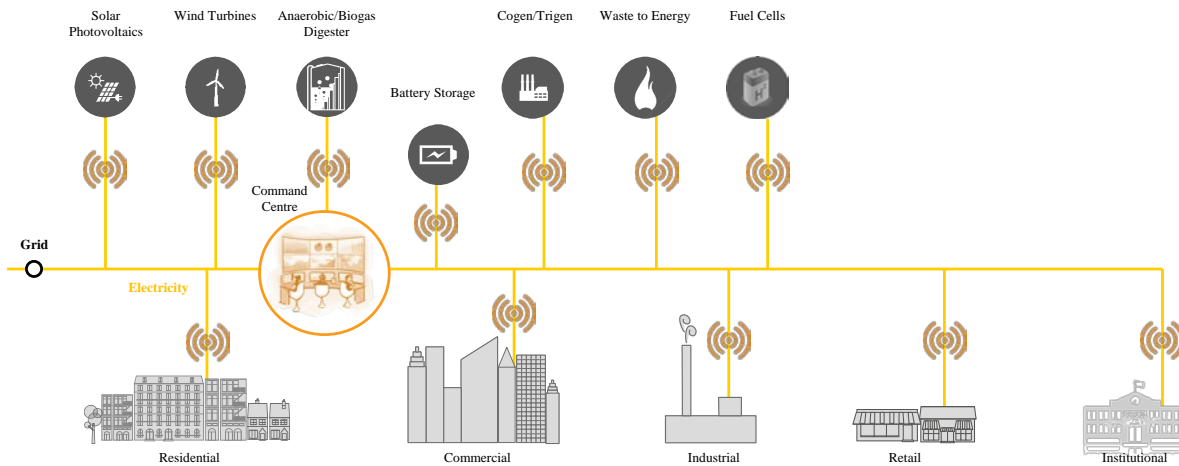 Solar
Photovoltaics
Wind Turbines
Anaerobic/Biogas
Digester
Battery Storage
Cogen/Trigen
Waste to Energy
Fuel Cells
H
Command
Centre
Grid
Electricity
Residential
Commercial
Industrial
Retail
Institutional